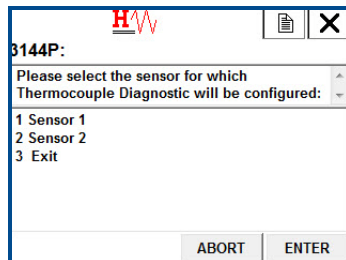 H
3144P:
Please select the sensor for which
Thermocouple Diagnostic will be configured:
1 Sensor 1
2 Sensor 2
3 Exit
ABORT ENTER